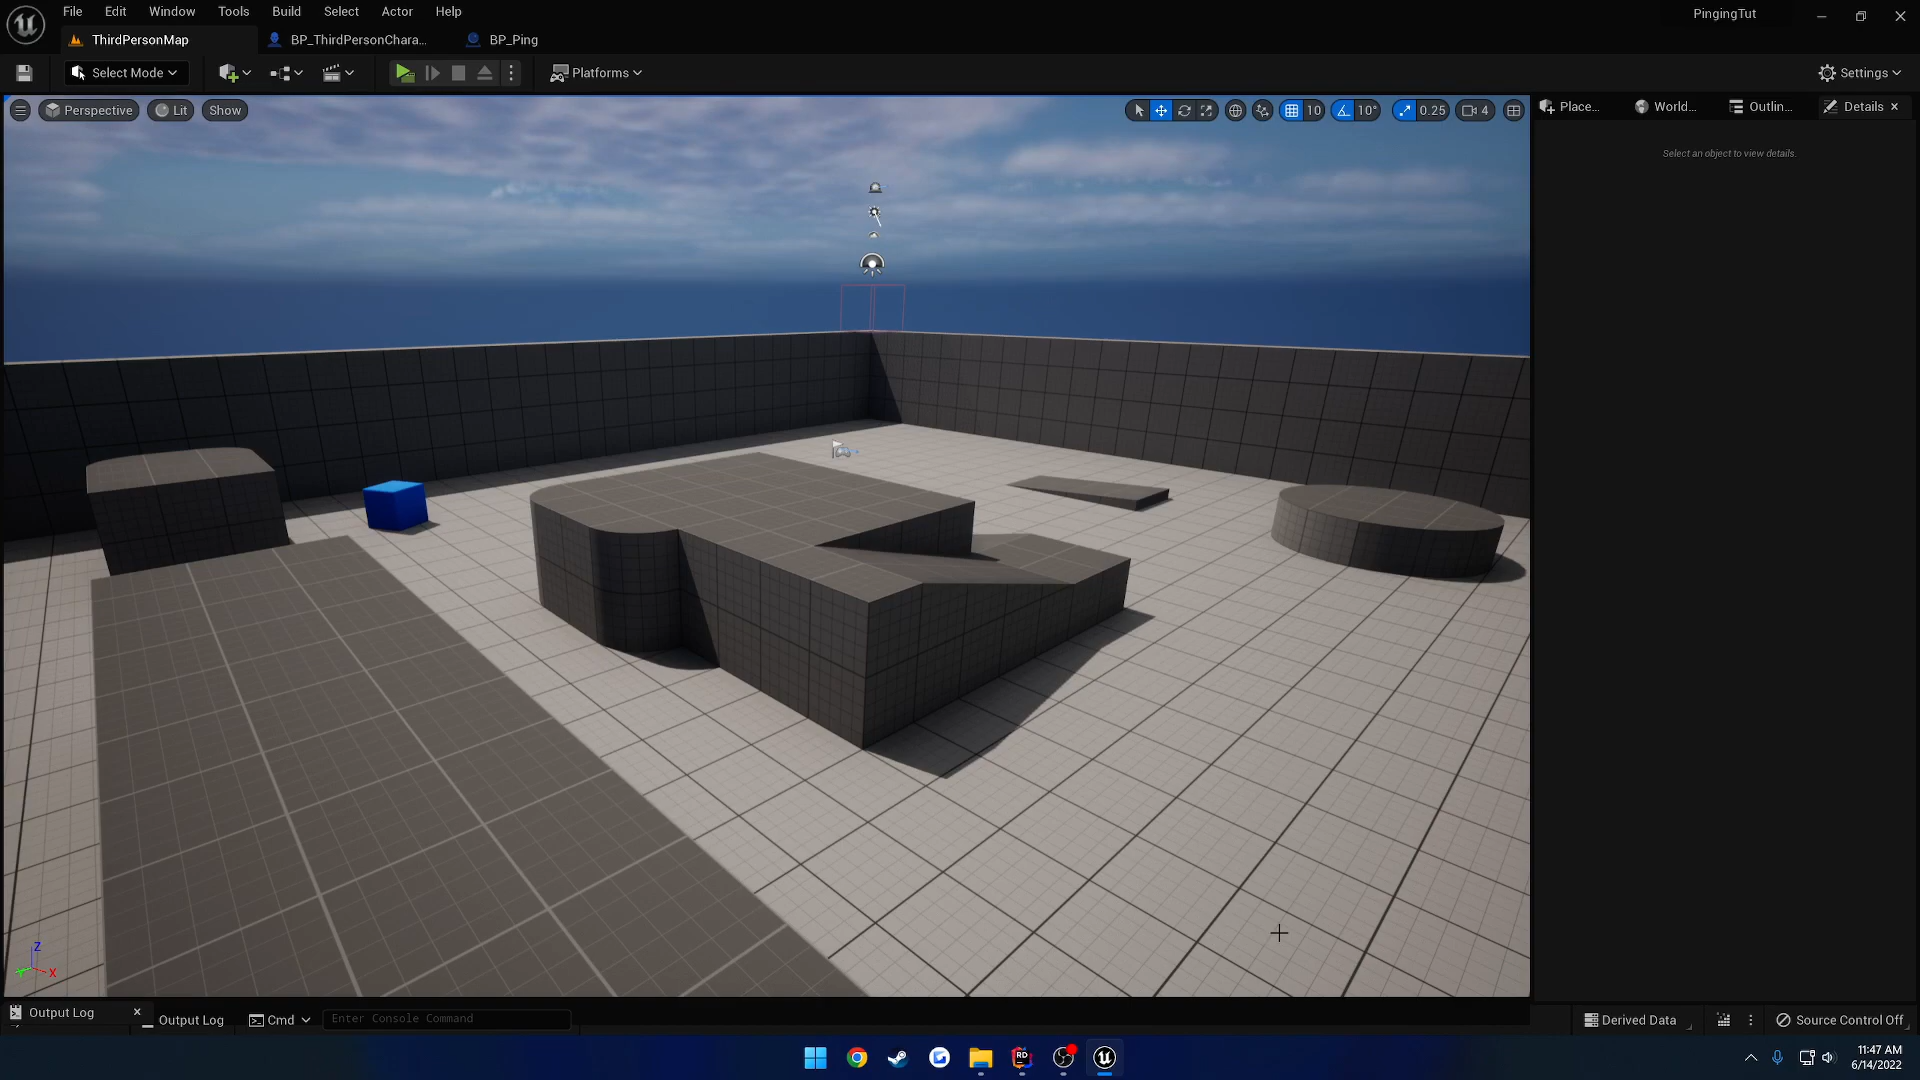 File Edit Window Tools Build Select Actor Help
PingingTut
ThirdPersonMap
BP_ThirdPersonChara...
BP_Ping
Select Mode
Platforms
Settings
Perspective
Lit
Show
10
10°
0.25
4
Place...
World...
Outlin...
Details
Select an object to view details.
Z
X
Output Log
Output Log
Cmd
Enter Console Command
Derived Data
Source Control Off
RD
11:47 AM
6/14/2022